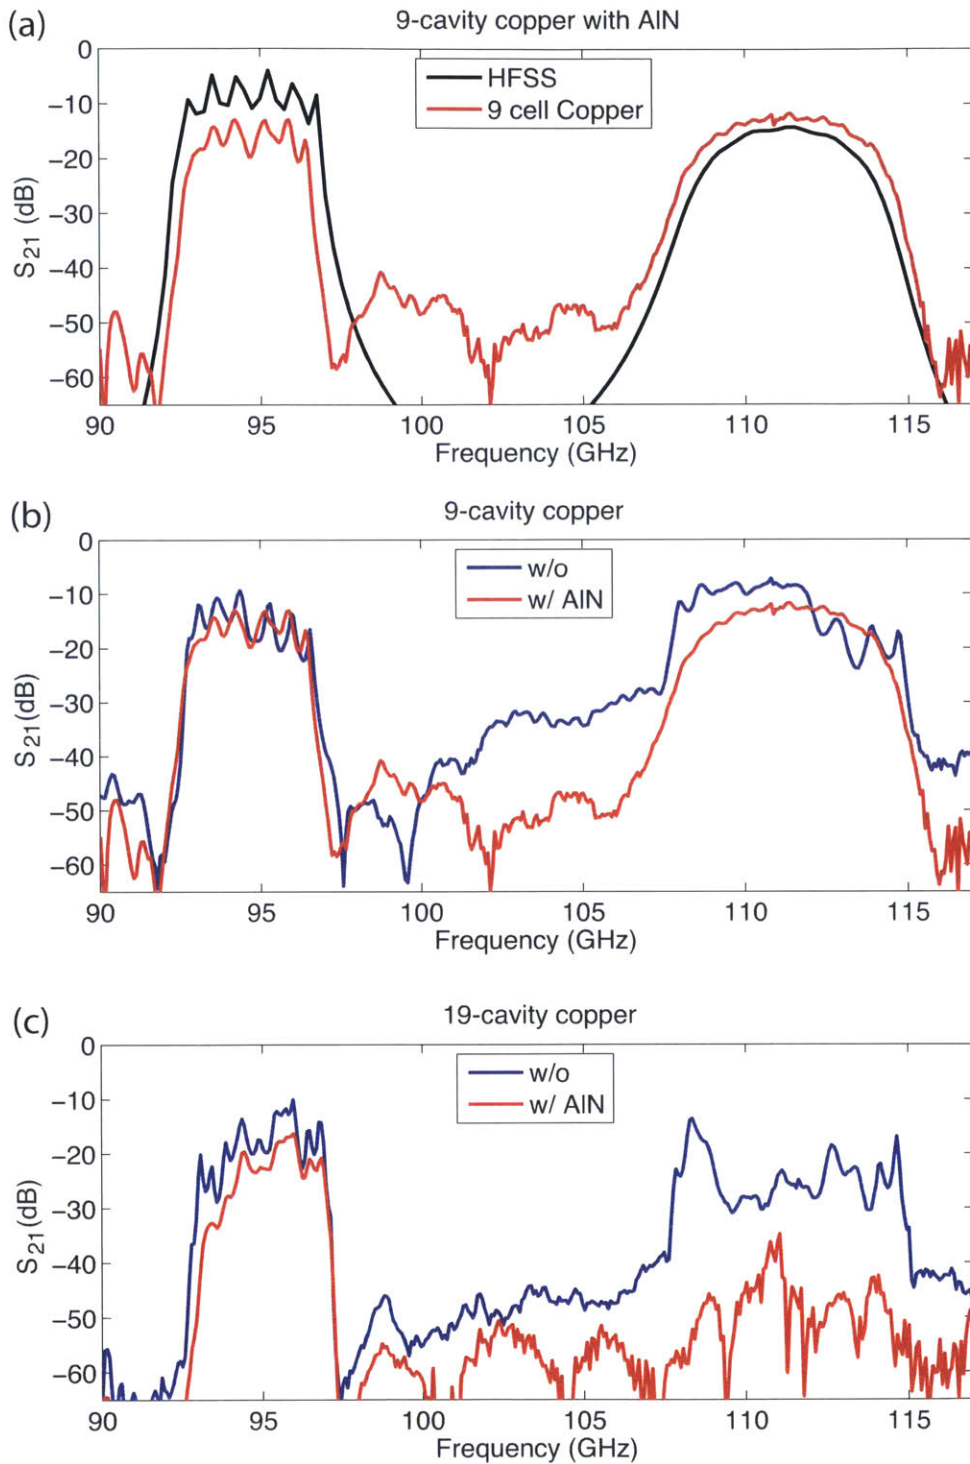 (a)
9-cavity copper with AlN
HFSS
9 cell Copper
S21 (dB)
0
−10
−20
−30
−40
−50
−60
90 95 100 105 110 115
Frequency (GHz)
(b)
9-cavity copper
w/o
w/ AlN
S21(dB)
0
−10
−20
−30
−40
−50
−60
90 95 100 105 110 115
Frequency (GHz)
(c)
19-cavity copper
w/o
w/ AlN
S21(dB)
0
−10
−20
−30
−40
−50
−60
90 95 100 105 110 115
Frequency (GHz)